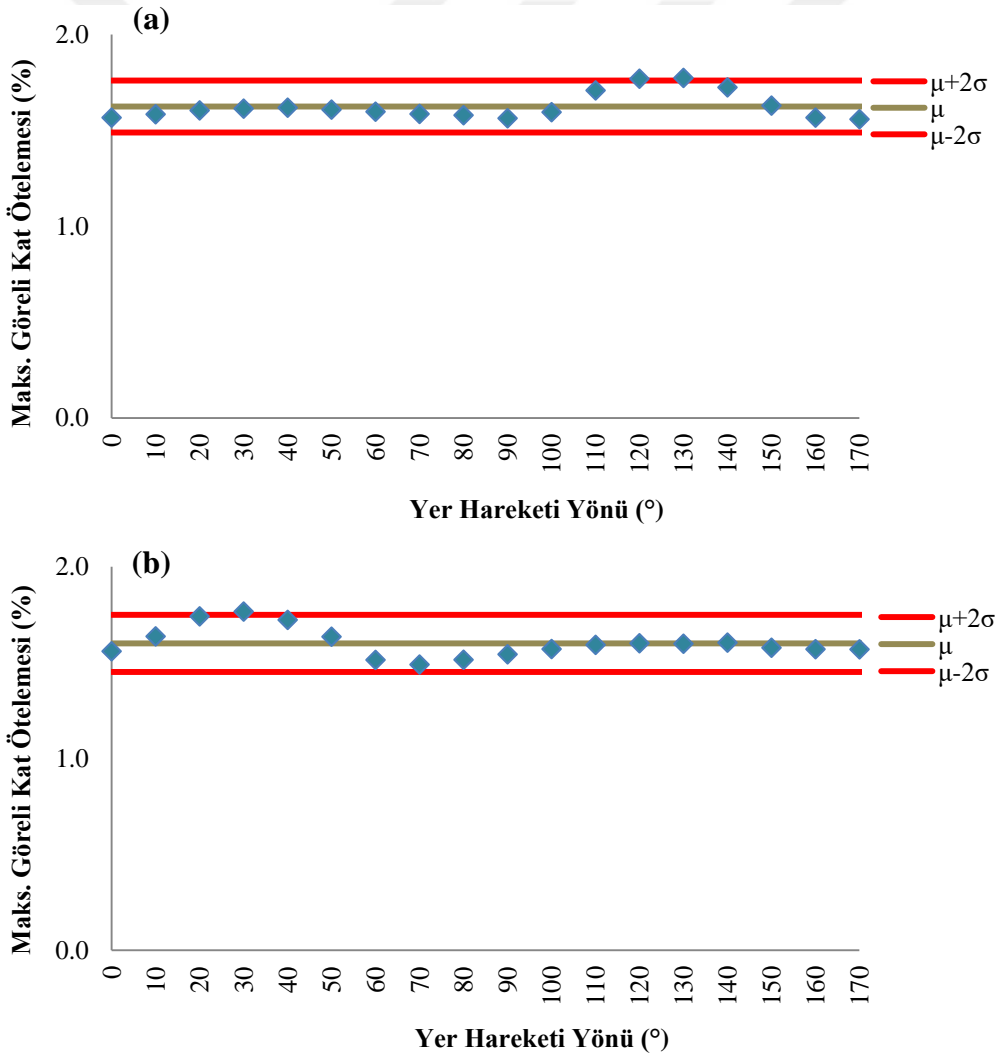 (a)
Maks. Göreli Kat Ötelemesi (%)
2.0
1.0
0.0
μ+2σ
μ
μ-2σ
0 10 20 30 40 50 60 70 80 90 100 110 120 130 140 150 160 170
Yer Hareketi Yönü (°)
(b)
Maks. Göreli Kat Ötelemesi (%)
2.0
1.0
0.0
μ+2σ
μ
μ-2σ
0 10 20 30 40 50 60 70 80 90 100 110 120 130 140 150 160 170
Yer Hareketi Yönü (°)